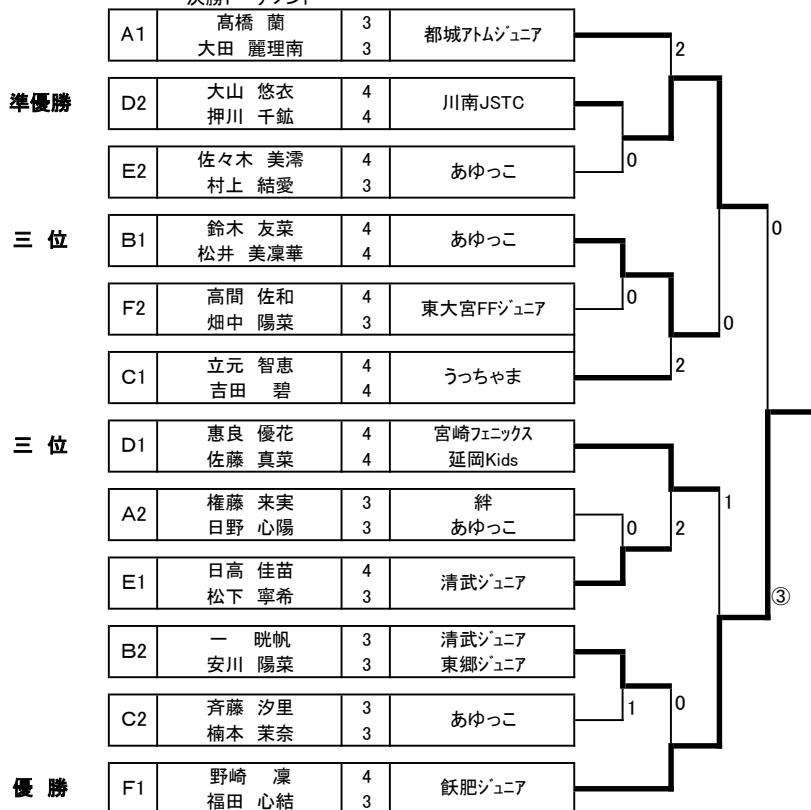 決勝トーナメント
A1 髙橋 蘭 3 都城アトムジュニア
大田 麗理南 3
2
準優勝 D2 大山 悠衣 4 川南JSTC
押川 千鉱 4
0
E2 佐々木 美澪 4 あゆっこ
村上 結愛 3
0
三 位 B1 鈴木 友菜 4 あゆっこ
松井 美凜華 4
0
F2 高間 佐和 4 東大宮FFジュニア
畑中 陽菜 3
0
C1 立元 智恵 4 うっちゃま
吉田 碧 4
2
三 位 D1 恵良 優花 4 宮崎フェニックス
佐藤 真菜 4 延岡Kids
1
A2 権藤 来実 3 絆
日野 心陽 3 あゆっこ
0 2
E1 日高 佳苗 4 清武ジュニア
松下 寧希 3
③
B2 一 晄帆 3 清武ジュニア
安川 陽菜 3 東郷ジュニア
0
C2 斉藤 汐里 3 あゆっこ
楠本 茉奈 3
1
優 勝 F1 野崎 凜 4 飫肥ジュニア
福田 心結 3